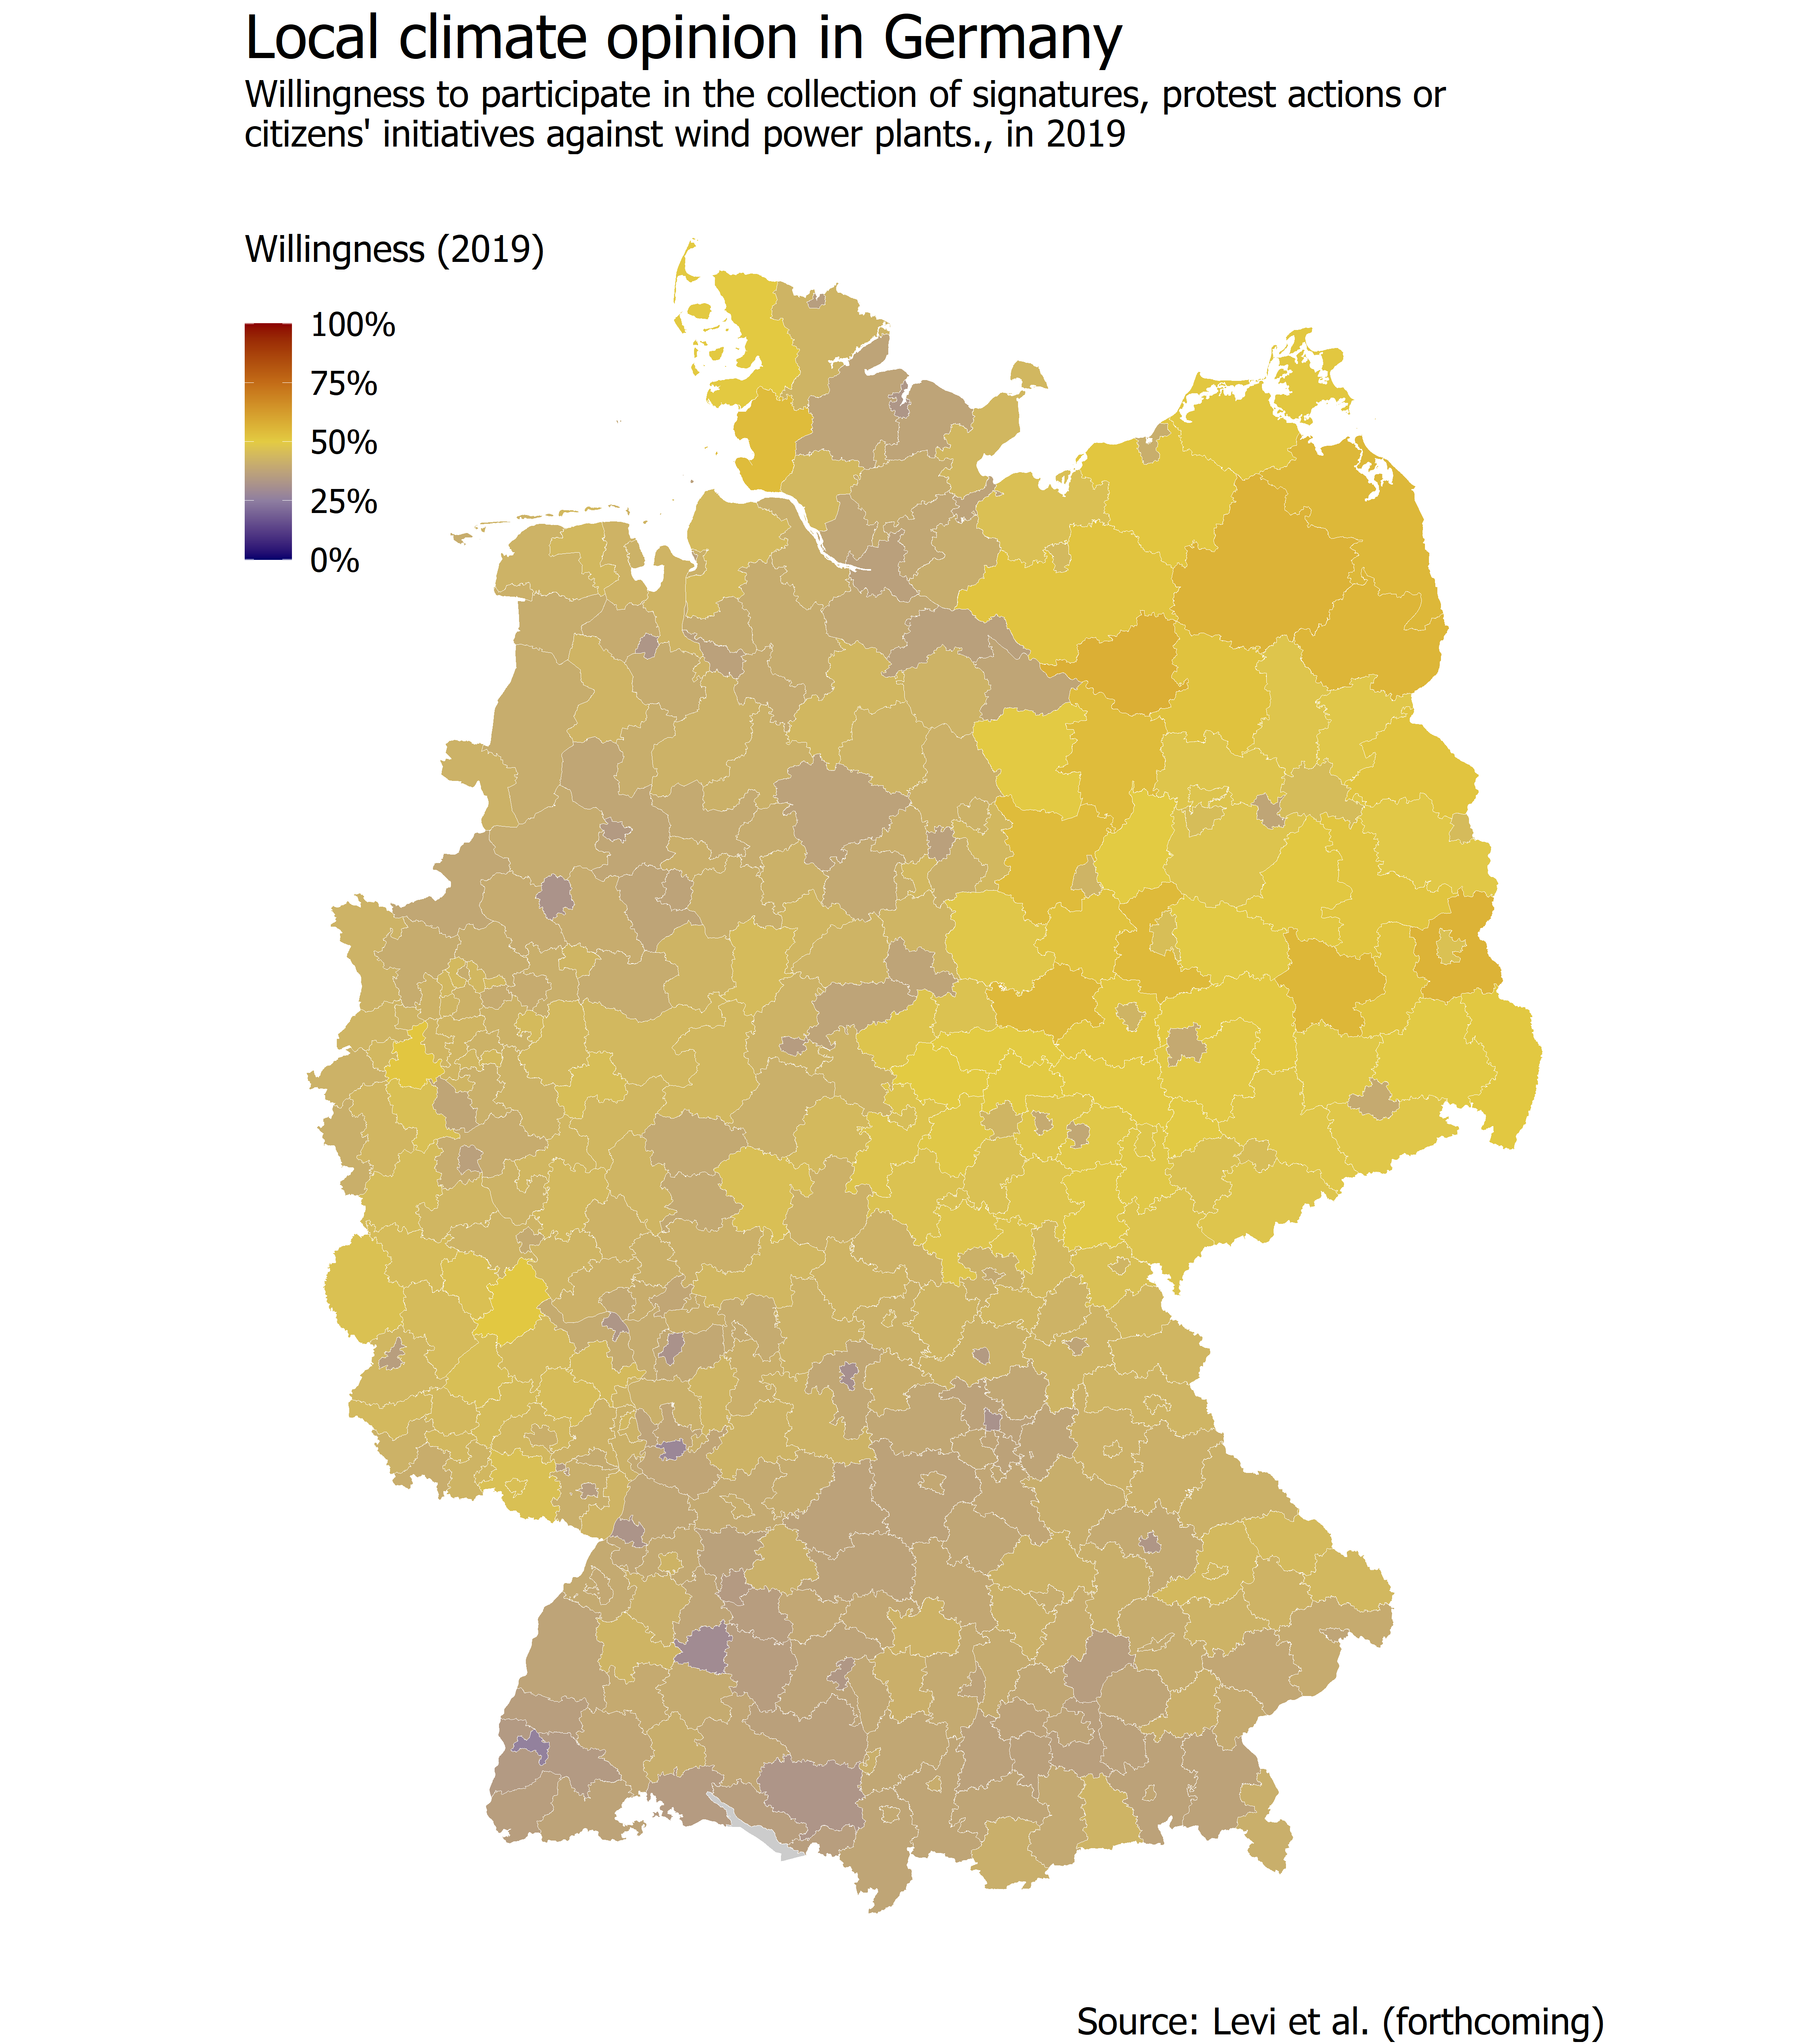 Local climate opinion in Germany
Willingness to participate in the collection of signatures, protest actions or
citizens' initiatives against wind power plants., in 2019
Willingness (2019)
100%
75%
50%
25%
0%
Source: Levi et al. (forthcoming)